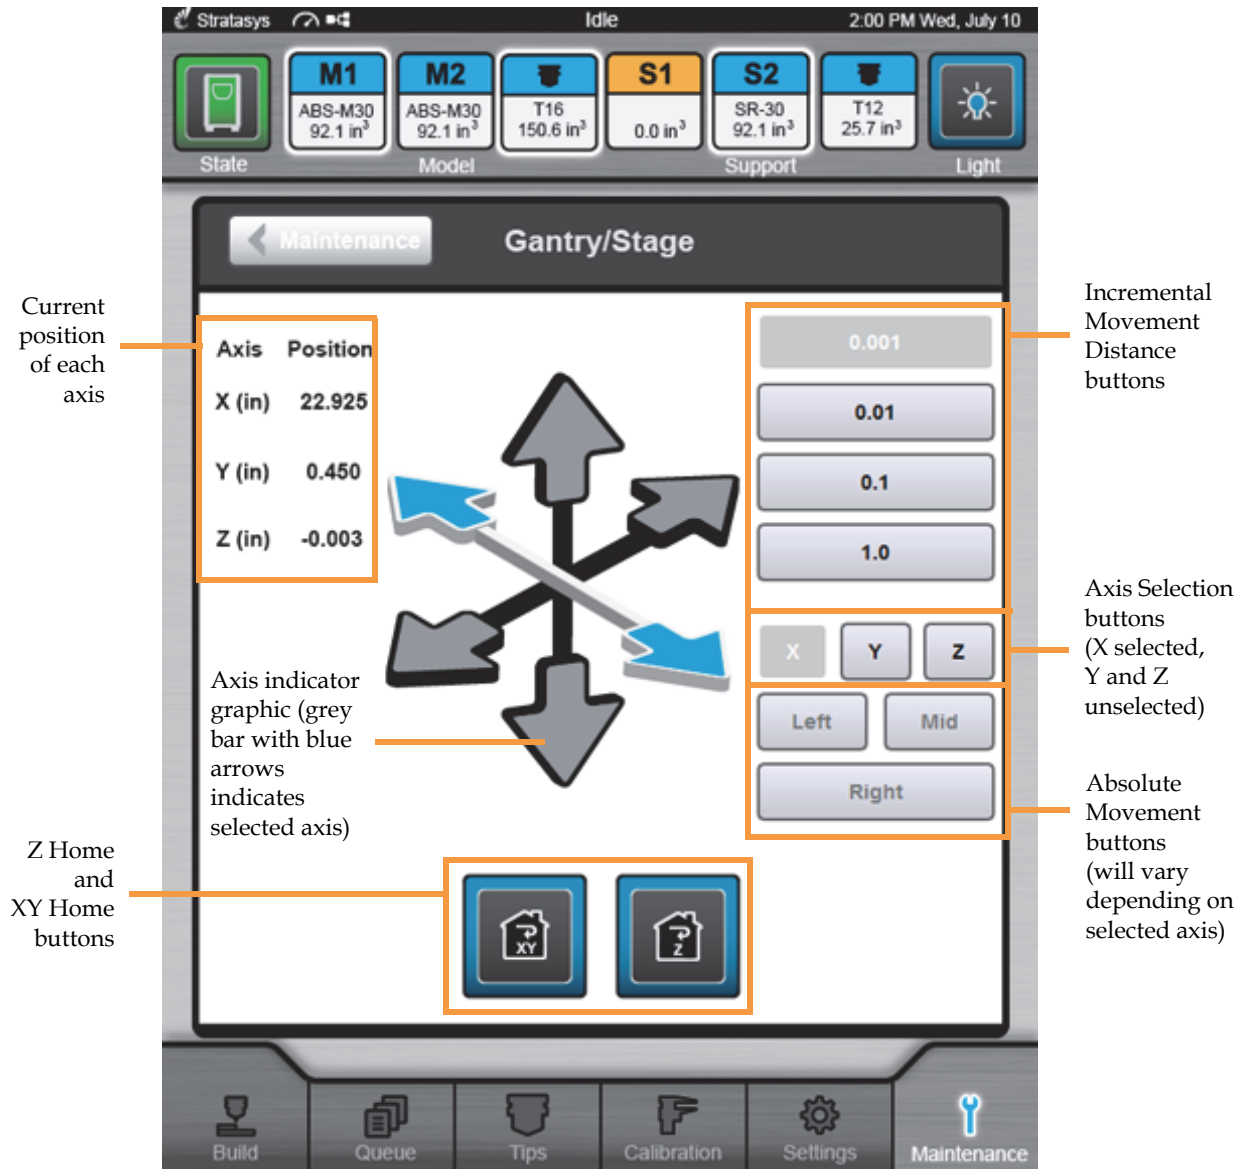 Stratasys
Idle
2:00 PM Wed, July 10
M1
ABS-M30
92.1 in³
M2
ABS-M30
92.1 in³
T16
150.6 in³
S1
0.0 in³
S2
SR-30
92.1 in³
T12
25.7 in³
State
Model
Support
Light
Maintenance
Gantry/Stage
Current
position
of each
axis
Axis Position
X (in) 22.925
Y (in) 0.450
Z (in) -0.003
0.001
0.01
0.1
1.0
Incremental
Movement
Distance
buttons
X Y Z
Axis Selection
buttons
(X selected,
Y and Z
unselected)
Left Mid
Right
Absolute
Movement
buttons
(will vary
depending on
selected axis)
Axis indicator
graphic (grey
bar with blue
arrows
indicates
selected axis)
Z Home
and
XY Home
buttons
XY
Z
Build
Queue
Tips
Calibration
Settings
Maintenance